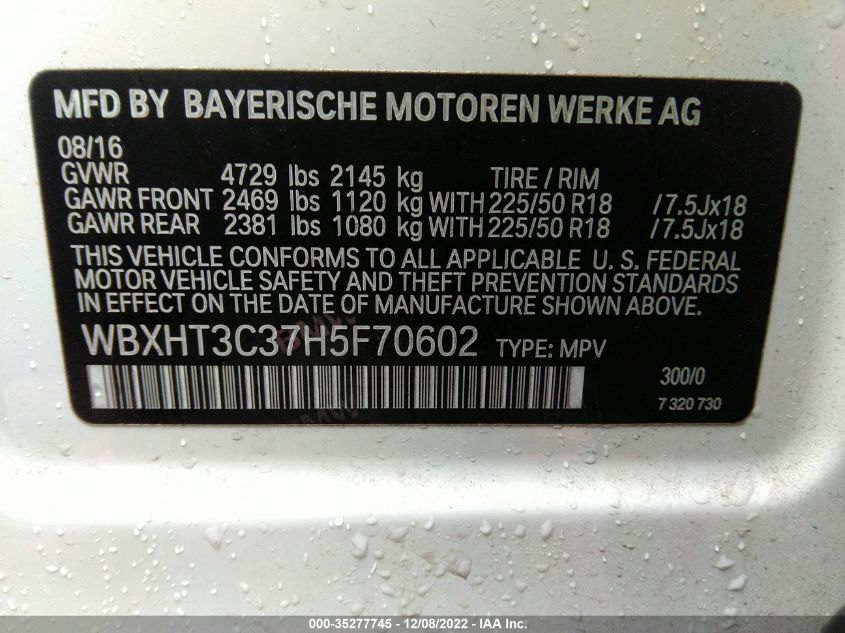 MFD BY BAYERISCHE MOTOREN WERKE AG
08/16
GVWR 4729 lbs 2145 kg TIRE / RIM
GAWR FRONT 2469 lbs 1120 kg WITH 225/50 R18 / 7.5Jx18
GAWR REAR 2381 lbs 1080 kg WITH 225/50 R18 / 7.5Jx18
THIS VEHICLE CONFORMS TO ALL APPLICABLE U. S. FEDERAL
MOTOR VEHICLE SAFETY AND THEFT PREVENTION STANDARDS
IN EFFECT ON THE DATE OF MANUFACTURE SHOWN ABOVE.
WBXHT3C37H5F70602 TYPE: MPV
300/0
7 320 730
000-35277745 - 12/08/2022 - IAA Inc.